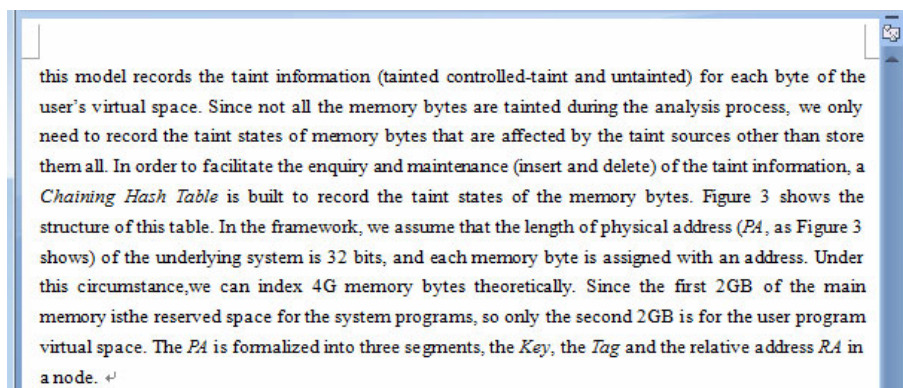 this model records the taint information (tainted controlled-taint and untainted) for each byte of the
user's virtual space. Since not all the memory bytes are tainted during the analysis process, we only
need to record the taint states of memory bytes that are affected by the taint sources other than store
them all. In order to facilitate the enquiry and maintenance (insert and delete) of the taint information, a
Chaining Hash Table is built to record the taint states of the memory bytes. Figure 3 shows the
structure of this table. In the framework, we assume that the length of physical address (PA, as Figure 3
shows) of the underlying system is 32 bits, and each memory byte is assigned with an address. Under
this circumstance,we can index 4G memory bytes theoretically. Since the first 2GB of the main
memory isthe reserved space for the system programs, so only the second 2GB is for the user program
virtual space. The PA is formalized into three segments, the Key, the Tag and the relative address RA in
a node. ↵